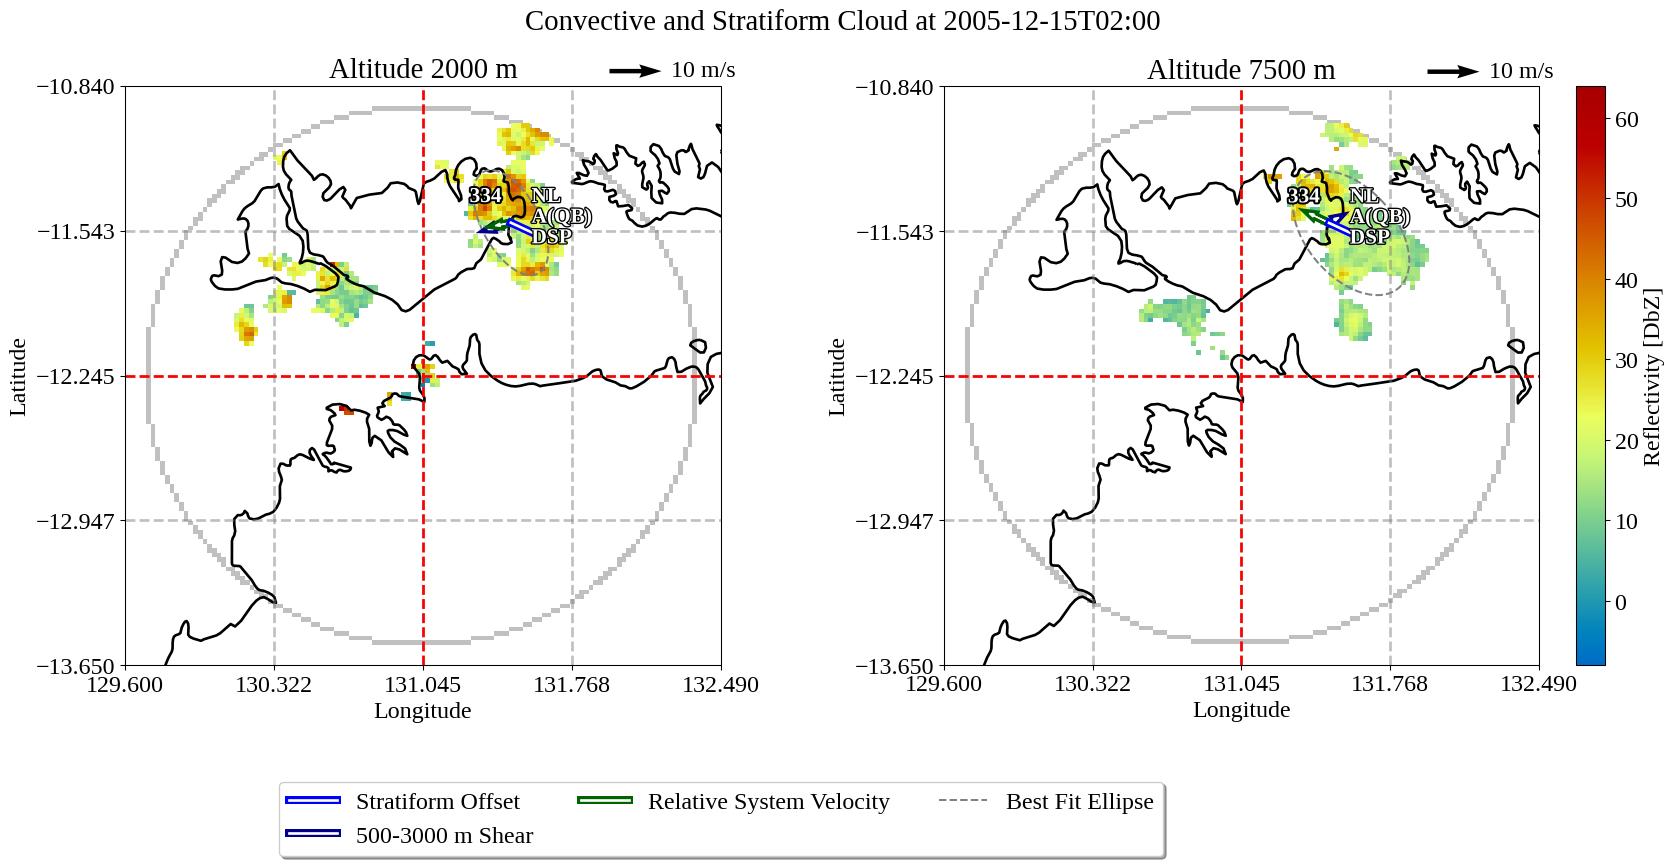 Convective and Stratiform Cloud at 2005-12-15T02:00
Altitude 2000 m
10 m/s
Altitude 7500 m
10 m/s
−10.840
−11.543
−12.245
−12.947
−13.650
Latitude
129.600
130.322
131.045
131.768
132.490
Longitude
334
NL
A(QB)
DSP
−10.840
−11.543
−12.245
−12.947
−13.650
Latitude
129.600
130.322
131.045
131.768
132.490
Longitude
334
NL
A(QB)
DSP
60
50
40
30
20
10
0
Reflectivity [DbZ]
Stratiform Offset
Relative System Velocity
Best Fit Ellipse
500-3000 m Shear